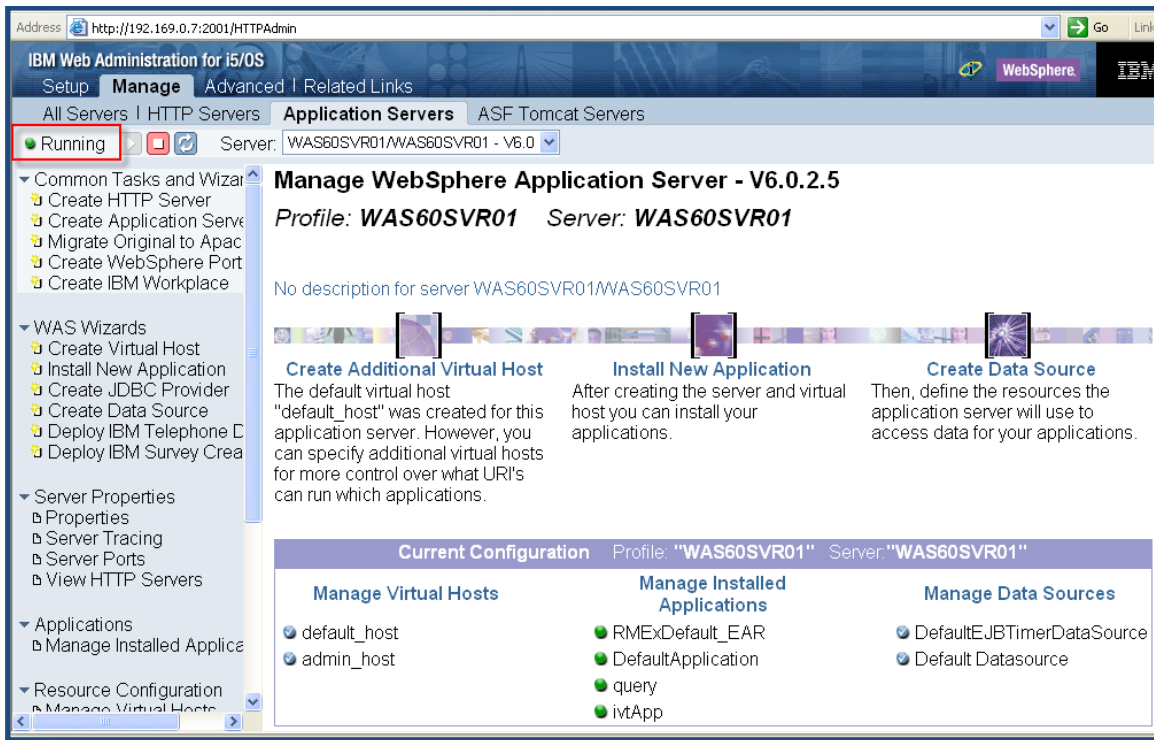 Address http://192.169.0.7:2001/HTTPAdmin Go Link
IBM Web Administration for i5/OS
WebSphere. IBM
Setup Manage Advanced | Related Links
All Servers | HTTP Servers Application Servers ASF Tomcat Servers
Running Server: WAS60SVR01/WAS60SVR01 - V6.0
Common Tasks and Wizar
Create HTTP Server
Create Application Serve
Migrate Original to Apac
Create WebSphere Port
Create IBM Workplace
WAS Wizards
Create Virtual Host
Install New Application
Create JDBC Provider
Create Data Source
Deploy IBM Telephone D
Deploy IBM Survey Crea
Server Properties
Properties
Server Tracing
Server Ports
View HTTP Servers
Applications
Manage Installed Applica
Resource Configuration
Manage Virtual Hosts
Manage WebSphere Application Server - V6.0.2.5
Profile: WAS60SVR01 Server: WAS60SVR01
No description for server WAS60SVR01/WAS60SVR01
Create Additional Virtual Host
The default virtual host
"default_host" was created for this
application server. However, you
can specify additional virtual hosts
for more control over what URI's
can run which applications.
Install New Application
After creating the server and virtual
host you can install your
applications.
Create Data Source
Then, define the resources the
application server will use to
access data for your applications.
Current Configuration Profile: "WAS60SVR01" Server:"WAS60SVR01"
Manage Virtual Hosts
default_host
admin_host
Manage Installed
Applications
RMExDefault_EAR
DefaultApplication
query
ivtApp
Manage Data Sources
DefaultEJBTimerDataSource
Default Datasource